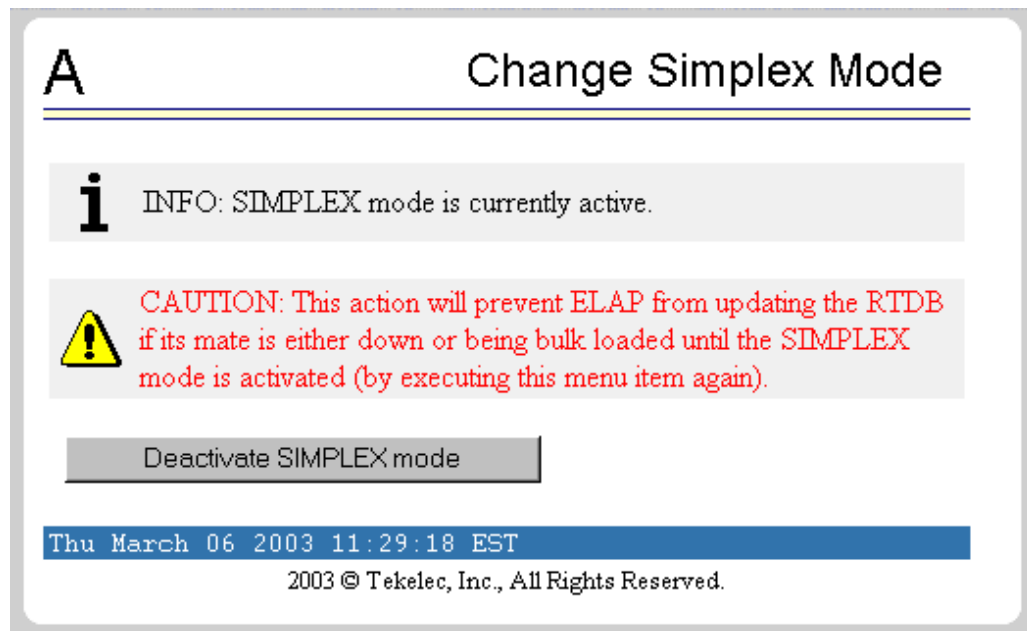 A
Change Simplex Mode
i
INFO: SIMPLEX mode is currently active.
CAUTION: This action will prevent ELAP from updating the RTDB
if its mate is either down or being bulk loaded until the SIMPLEX
mode is activated (by executing this menu item again).
Deactivate SIMPLEX mode
Thu March 06 2003 11:29:18 EST
2003 © Tekelec, Inc., All Rights Reserved.